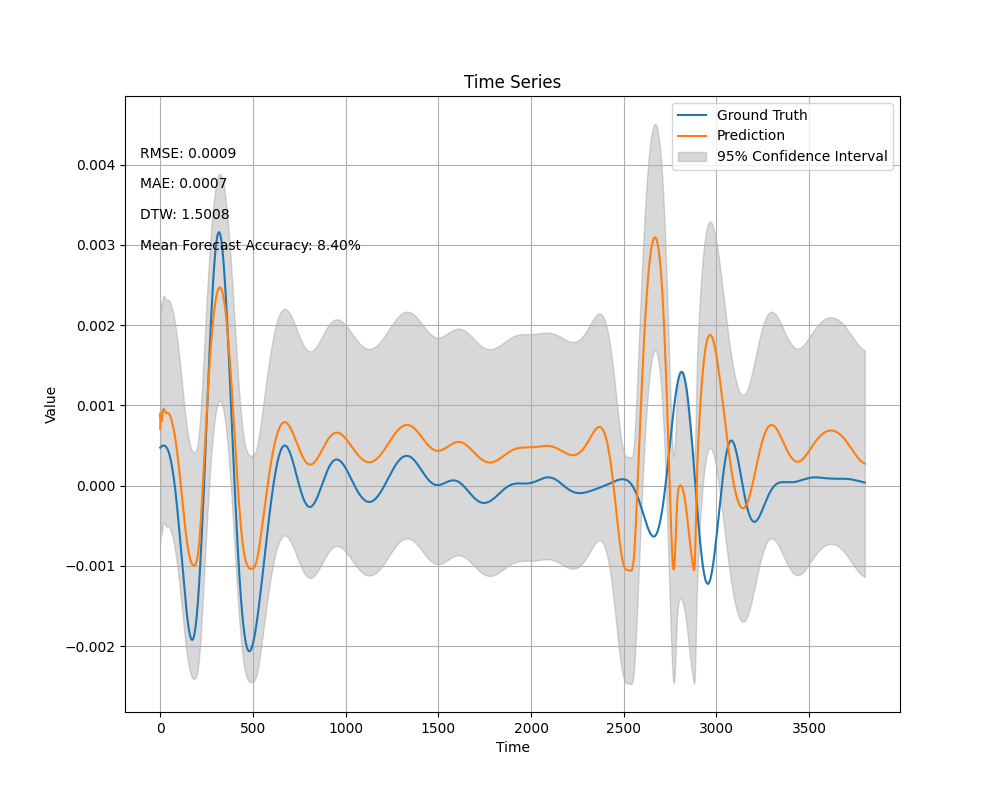 Time Series
Ground Truth
Prediction
95% Confidence Interval
RMSE: 0.0009
MAE: 0.0007
DTW: 1.5008
Mean Forecast Accuracy: 8.40%
Value
0.004
0.003
0.002
0.001
0.000
−0.001
−0.002
0 500 1000 1500 2000 2500 3000 3500
Time